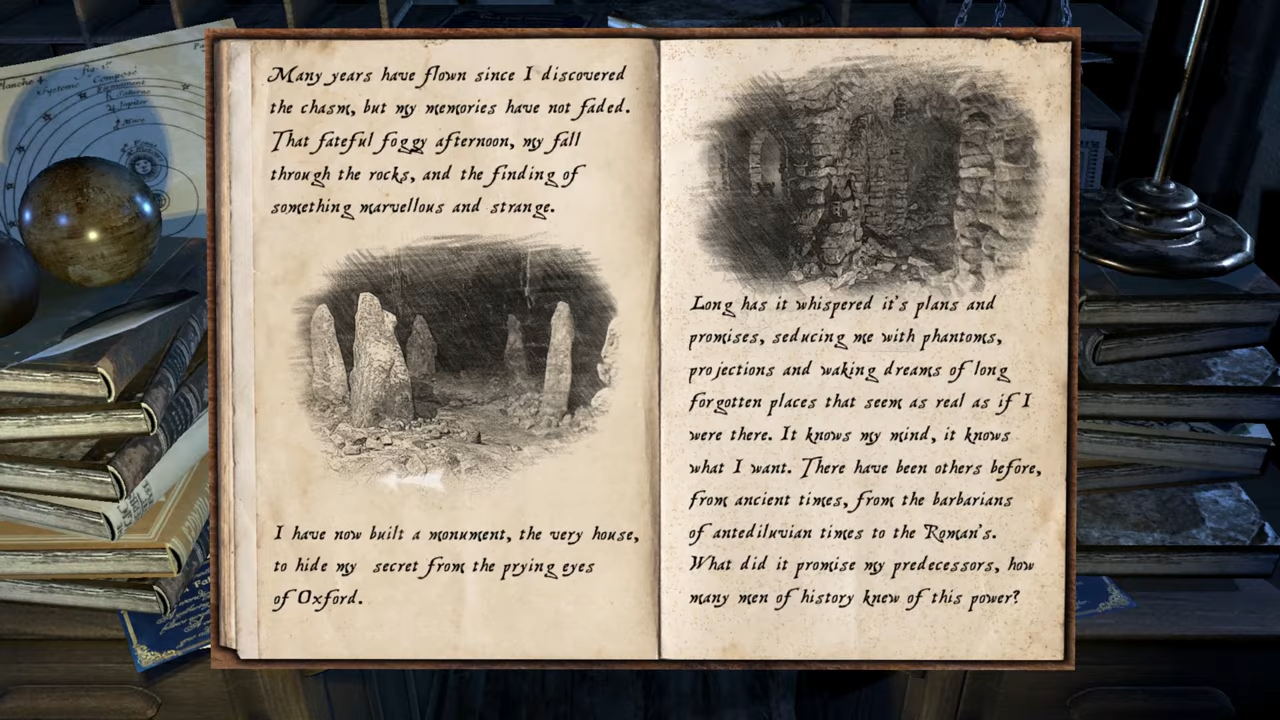 Many years have flown since I discovered
the chasm, but my memories have not faded.
That fateful foggy afternoon, my fall
through the rocks, and the finding of
something marvellous and strange.
I have now built a monument, the very house,
to hide my secret from the prying eyes
of Oxford.
Long has it whispered it's plans and
promises, seducing me with phantoms,
projections and waking dreams of long
forgotten places that seem as real as if I
were there. It knows my mind, it knows
what I want. There have been others before,
from ancient times, from the barbarians
of antediluvian times to the Roman's.
What did it promise my predecessors, how
many men of history knew of this power?